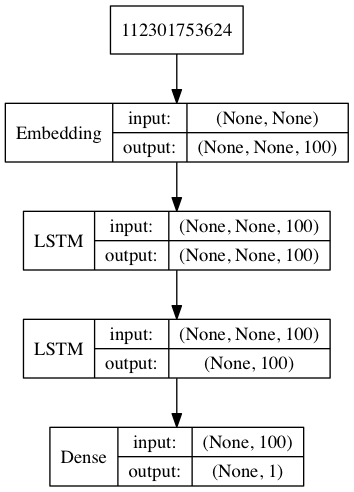 112301753624
Embedding
input: (None, None)
output: (None, None, 100)
LSTM
input: (None, None, 100)
output: (None, None, 100)
LSTM
input: (None, None, 100)
output: (None, 100)
Dense
input: (None, 100)
output: (None, 1)